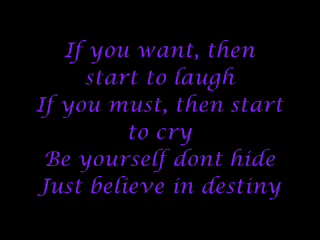 If you want, then
start to laugh
If you must, then start
to cry
Be yourself dont hide
Just believe in destiny